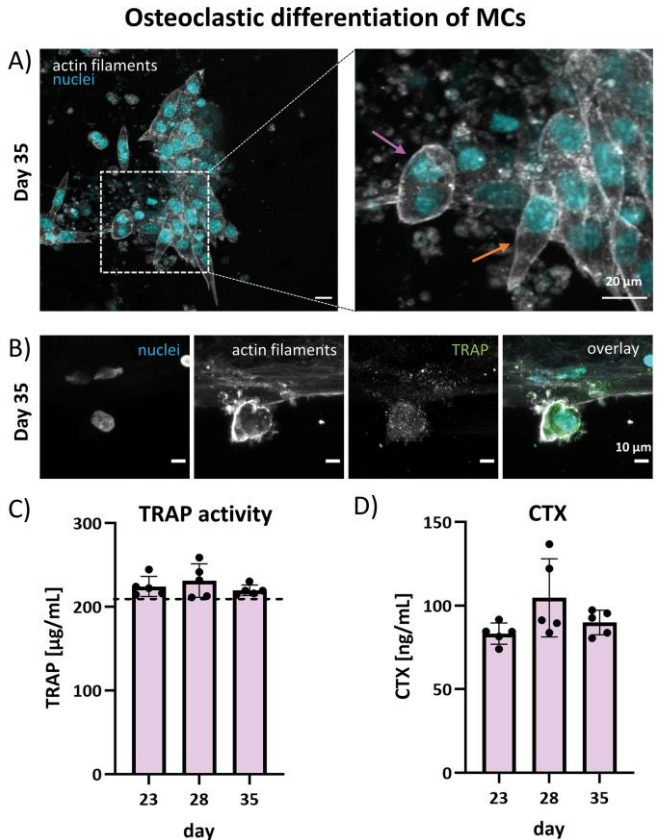 Osteoclastic differentiation of MCs
A)
actin filaments
nuclei
Day 35
20 µm
B)
nuclei
actin filaments
TRAP
overlay
Day 35
10 µm
C)
TRAP activity
TRAP [µg/mL]
300
200
100
0
23 28 35
day
D)
CTX
CTX [ng/mL]
150
100
50
0
23 28 35
day